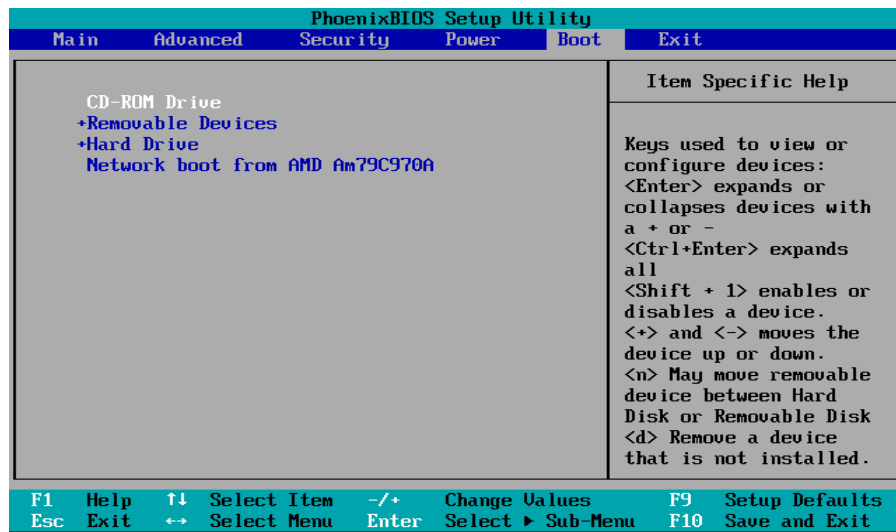 PhoenixBIOS Setup Utility
Main Advanced Security Power Boot Exit
CD-ROM Drive
+Removable Devices
+Hard Drive
Network boot from AMD Am79C970A
Item Specific Help
Keys used to view or
configure devices:
<Enter> expands or
collapses devices with
a + or -
<Ctrl+Enter> expands
all
<Shift + 1> enables or
disables a device.
<+> and <-> moves the
device up or down.
<n> May move removable
device between Hard
Disk or Removable Disk
<d> Remove a device
that is not installed.
F1 Help ↑↓ Select Item -/+ Change Values F9 Setup Defaults
Esc Exit ↔ Select Menu Enter Select ▶ Sub-Menu F10 Save and Exit